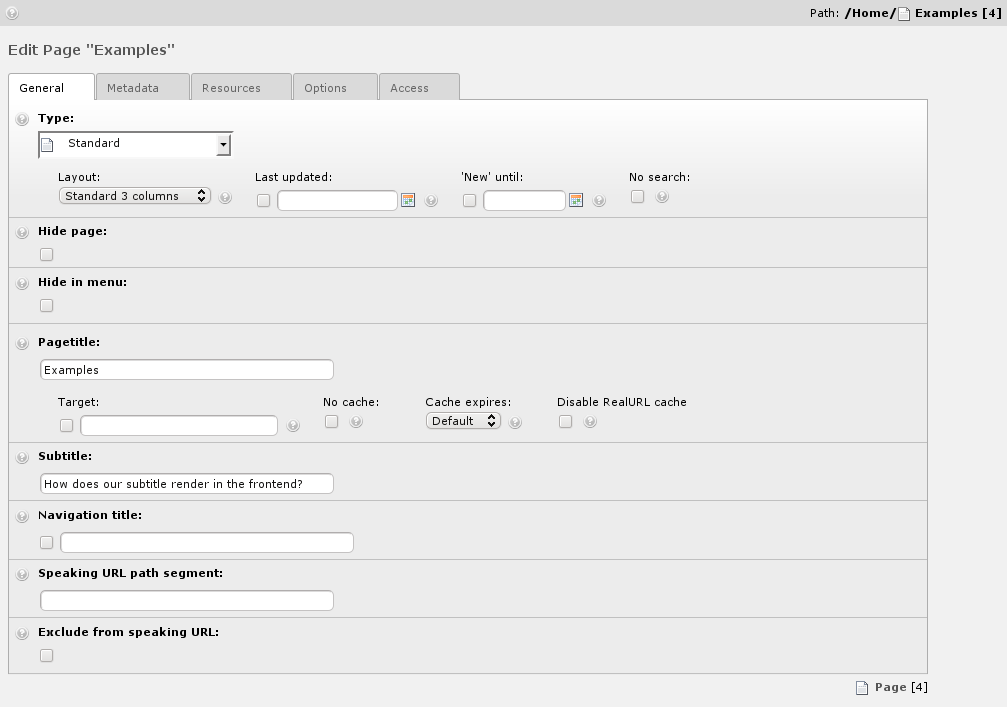 Path: /Home/ Examples [4]
Edit Page "Examples"
General Metadata Resources Options Access
Type:
Standard
Layout: Last updated: 'New' until: No search:
Standard 3 columns
Hide page:
Hide in menu:
Pagetitle:
Examples
Target: No cache: Cache expires: Disable RealURL cache
Default
Subtitle:
How does our subtitle render in the frontend?
Navigation title:
Speaking URL path segment:
Exclude from speaking URL:
Page [4]